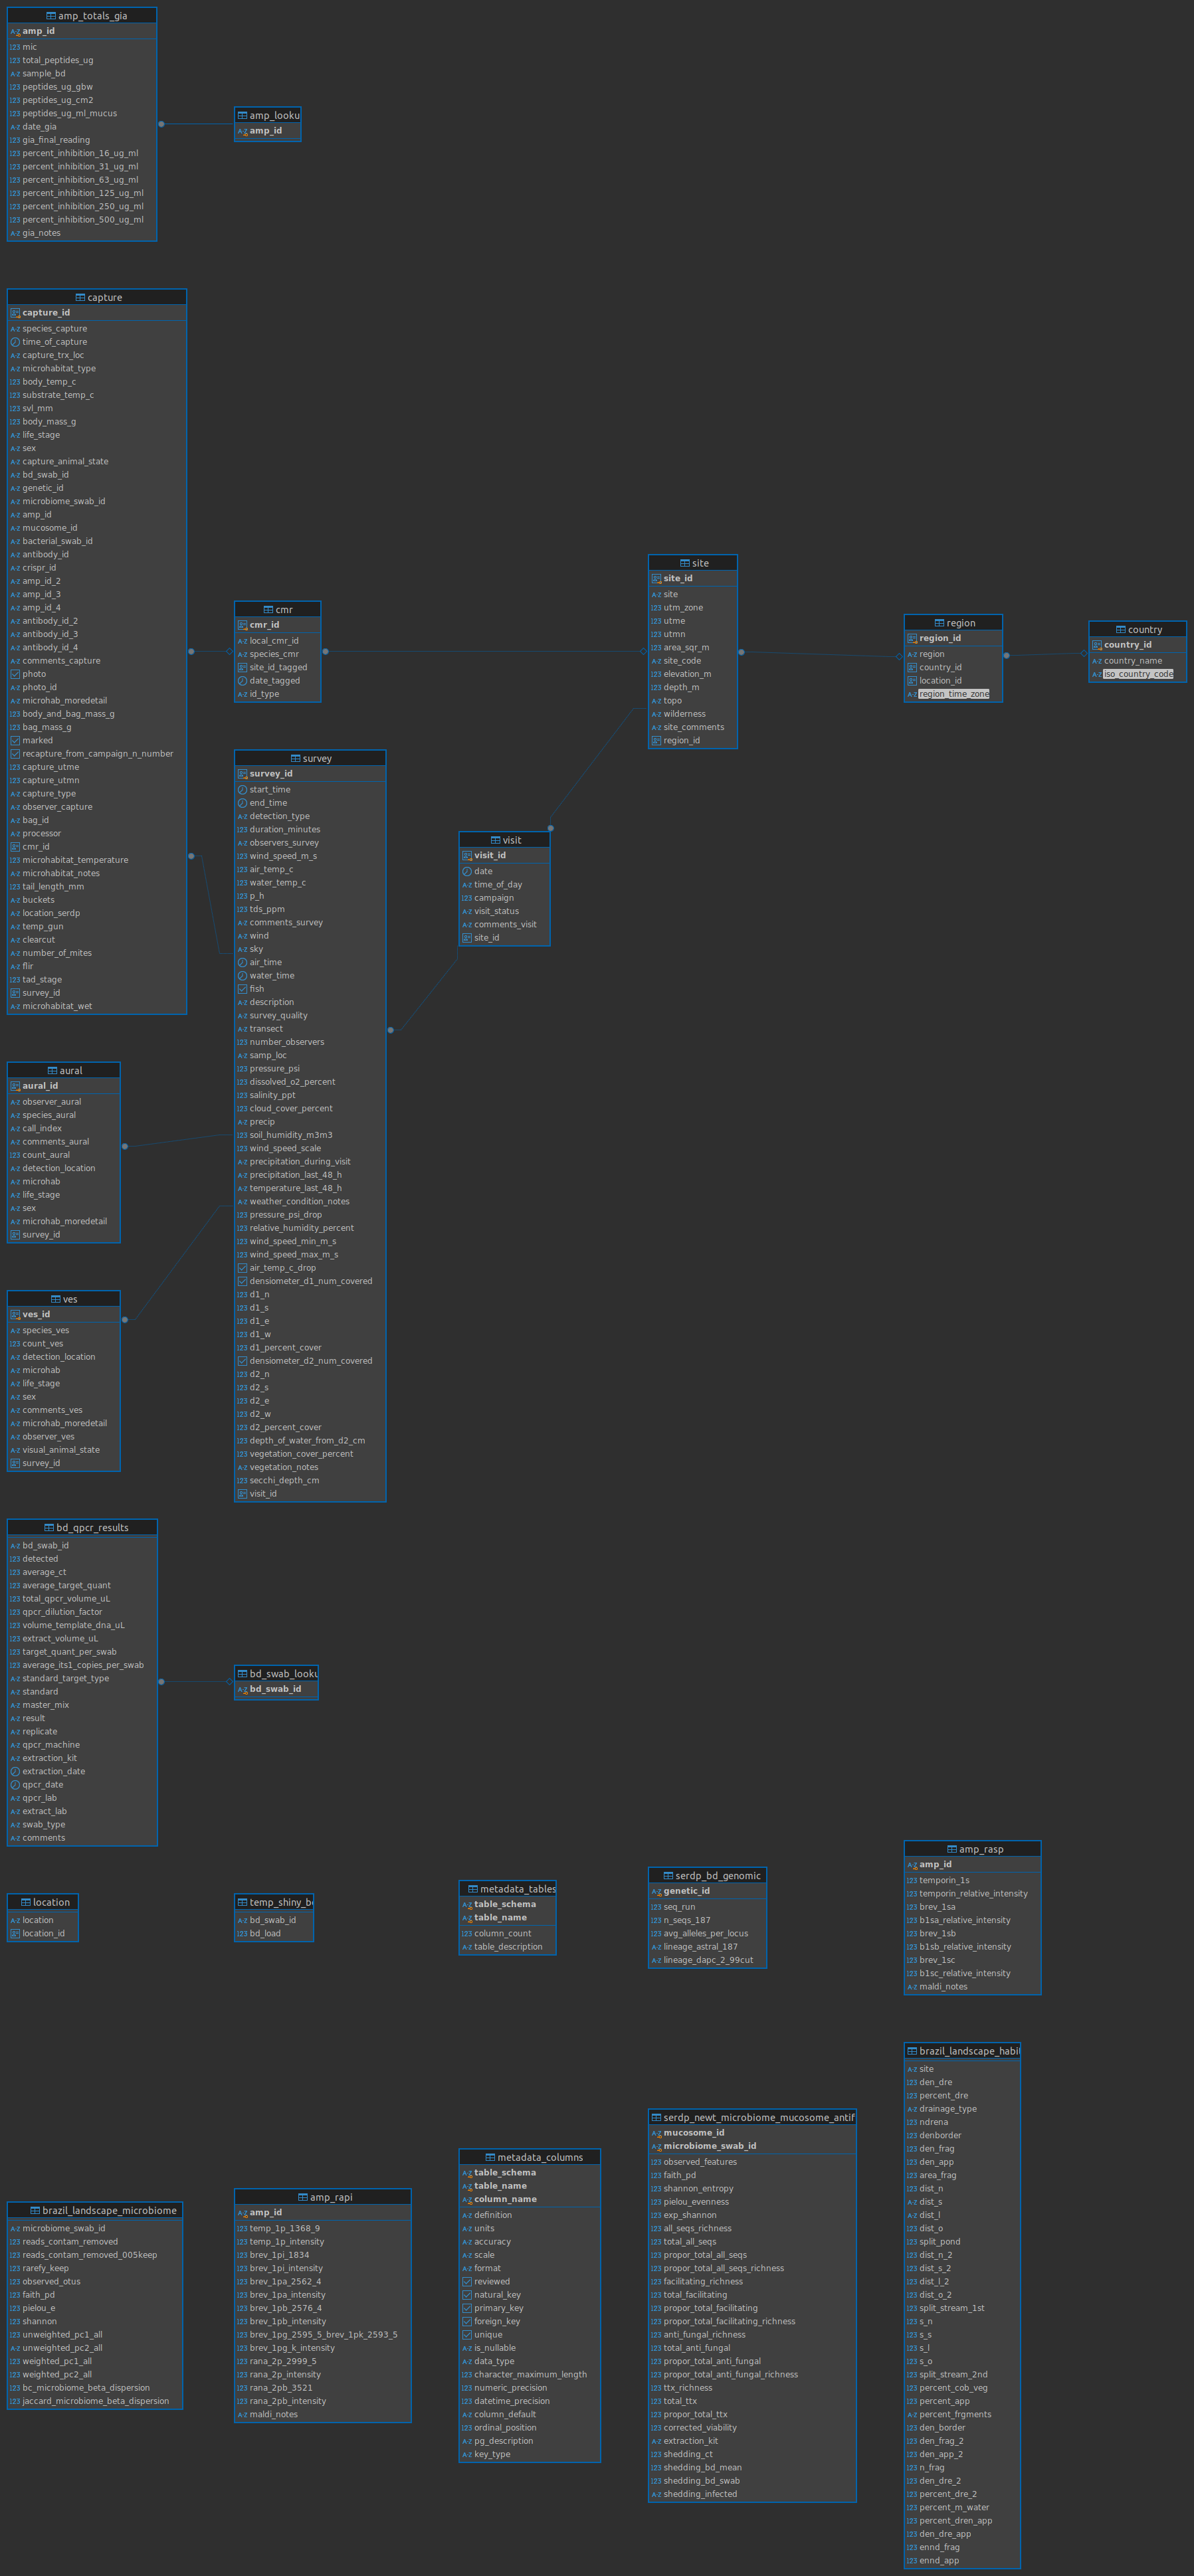 amp_totals_gia
amp_id
mic
total_peptides_ug
sample_bd
peptides_ug_gbw
peptides_ug_cm2
peptides_ug_ml_mucus
date_gia
gia_final_reading
percent_inhibition_16_ug_ml
percent_inhibition_31_ug_ml
percent_inhibition_63_ug_ml
percent_inhibition_125_ug_ml
percent_inhibition_250_ug_ml
percent_inhibition_500_ug_ml
gia_notes
amp_looku
amp_id
capture
capture_id
species_capture
time_of_capture
capture_trx_loc
microhabitat_type
body_temp_c
substrate_temp_c
svl_mm
body_mass_g
life_stage
sex
capture_animal_state
bd_swab_id
genetic_id
microbiome_swab_id
amp_id
mucosome_id
bacterial_swab_id
antibody_id
crispr_id
amp_id_2
amp_id_3
amp_id_4
antibody_id_2
antibody_id_3
antibody_id_4
comments_capture
photo
photo_id
microhab_moredetail
body_and_bag_mass_g
bag_mass_g
marked
recapture_from_campaign_n_number
capture_utme
capture_utmn
capture_type
observer_capture
bag_id
processor
cmr_id
microhabitat_temperature
microhabitat_notes
tail_length_mm
buckets
location_serdp
temp_gun
clearcut
number_of_mites
flir
tad_stage
survey_id
microhabitat_wet
cmr
cmr_id
local_cmr_id
species_cmr
site_id_tagged
date_tagged
id_type
site
site_id
site
utm_zone
utme
utmn
area_sqr_m
site_code
elevation_m
depth_m
topo
wilderness
site_comments
region_id
region
region_id
region
country_id
location_id
region_time_zone
country
country_id
country_name
iso_country_code
survey
survey_id
start_time
end_time
detection_type
duration_minutes
observers_survey
wind_speed_m_s
air_temp_c
water_temp_c
p_h
tds_ppm
comments_survey
wind
sky
air_time
water_time
fish
description
survey_quality
transect
number_observers
samp_loc
pressure_psi
dissolved_o2_percent
salinity_ppt
cloud_cover_percent
precip
soil_humidity_m3m3
wind_speed_scale
precipitation_during_visit
precipitation_last_48_h
temperature_last_48_h
weather_condition_notes
pressure_psi_drop
relative_humidity_percent
wind_speed_min_m_s
wind_speed_max_m_s
air_temp_c_drop
densiometer_d1_num_covered
d1_n
d1_s
d1_e
d1_w
d1_percent_cover
densiometer_d2_num_covered
d2_n
d2_s
d2_e
d2_w
d2_percent_cover
depth_of_water_from_d2_cm
vegetation_cover_percent
vegetation_notes
secchi_depth_cm
visit_id
visit
visit_id
date
time_of_day
campaign
visit_status
comments_visit
site_id
aural
aural_id
observer_aural
species_aural
call_index
comments_aural
count_aural
detection_location
microhab
life_stage
sex
microhab_moredetail
survey_id
ves
ves_id
species_ves
count_ves
detection_location
microhab
life_stage
sex
comments_ves
microhab_moredetail
observer_ves
visual_animal_state
survey_id
bd_qpcr_results
bd_swab_id
detected
average_ct
average_target_quant
total_qpcr_volume_uL
qpcr_dilution_factor
volume_template_dna_uL
extract_volume_uL
target_quant_per_swab
average_its1_copies_per_swab
standard_target_type
standard
master_mix
result
replicate
qpcr_machine
extraction_kit
extraction_date
qpcr_date
qpcr_lab
extract_lab
swab_type
comments
bd_swab_looku
bd_swab_id
location
location
location_id
temp_shiny_b
bd_swab_id
bd_load
metadata_tables
table_schema
table_name
column_count
table_description
serdp_bd_genomic
genetic_id
seq_run
n_seqs_187
avg_alleles_per_locus
lineage_astral_187
lineage_dapc_2_99cut
amp_rasp
amp_id
temporin_1s
temporin_relative_intensity
brev_1sa
b1sa_relative_intensity
brev_1sb
b1sb_relative_intensity
brev_1sc
b1sc_relative_intensity
maldi_notes
brazil_landscape_microbiome
microbiome_swab_id
reads_contam_removed
reads_contam_removed_005keep
rarefy_keep
observed_otus
faith_pd
pielou_e
shannon
unweighted_pc1_all
unweighted_pc2_all
weighted_pc1_all
weighted_pc2_all
bc_microbiome_beta_dispersion
jaccard_microbiome_beta_dispersion
amp_rapi
amp_id
temp_1p_1368_9
temp_1p_intensity
brev_1pi_1834
brev_1pi_intensity
brev_1pa_2562_4
brev_1pa_intensity
brev_1pb_2576_4
brev_1pb_intensity
brev_1pg_2595_5_brev_1pk_2593_5
brev_1pg_k_intensity
rana_2p_2999_5
rana_2p_intensity
rana_2pb_3521
rana_2pb_intensity
maldi_notes
metadata_columns
table_schema
table_name
column_name
definition
units
accuracy
scale
format
reviewed
natural_key
primary_key
foreign_key
unique
is_nullable
data_type
character_maximum_length
numeric_precision
datetime_precision
column_default
ordinal_position
pg_description
key_type
serdp_newt_microbiome_mucosome_antif
mucosome_id
microbiome_swab_id
observed_features
faith_pd
shannon_entropy
pielou_evenness
exp_shannon
all_seqs_richness
total_all_seqs
propor_total_all_seqs
propor_total_all_seqs_richness
facilitating_richness
total_facilitating
propor_total_facilitating
propor_total_facilitating_richness
anti_fungal_richness
total_anti_fungal
propor_total_anti_fungal
propor_total_anti_fungal_richness
ttx_richness
total_ttx
propor_total_ttx
corrected_viability
extraction_kit
shedding_ct
shedding_bd_mean
shedding_bd_swab
shedding_infected
brazil_landscape_habi
site
den_dre
percent_dre
drainage_type
ndrena
denborder
den_frag
den_app
area_frag
dist_n
dist_s
dist_l
dist_o
split_pond
dist_n_2
dist_s_2
dist_l_2
dist_o_2
split_stream_1st
s_n
s_s
s_l
s_o
split_stream_2nd
percent_cob_veg
percent_app
percent_frgments
den_border
den_frag_2
den_app_2
n_frag
den_dre_2
percent_dre_2
percent_m_water
percent_dren_app
den_dre_app
ennd_frag
ennd_app